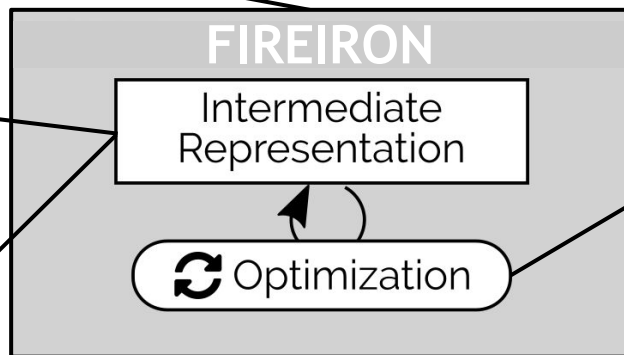 FIREIRON
Intermediate
Representation
Optimization